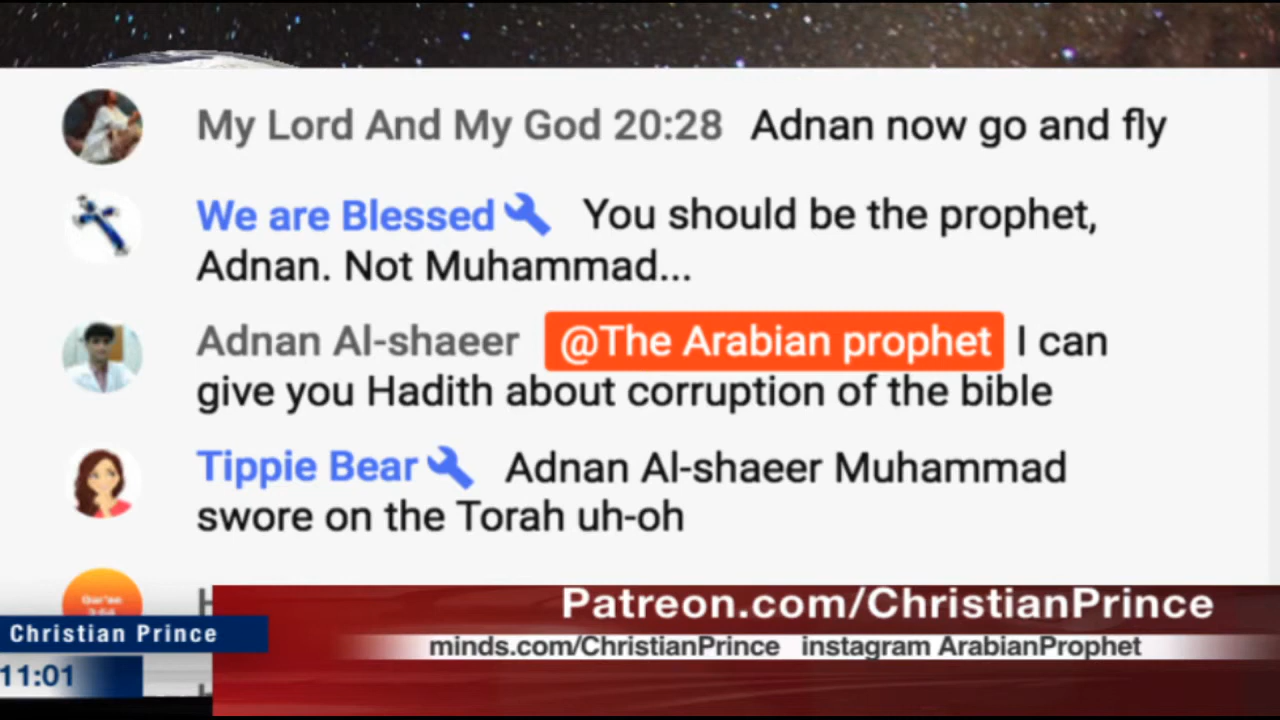 My Lord And My God 20:28 Adnan now go and fly
We are Blessed You should be the prophet,
Adnan. Not Muhammad...
Adnan Al-shaeer @The Arabian prophet I can
give you Hadith about corruption of the bible
Tippie Bear Adnan Al-shaeer Muhammad
swore on the Torah uh-oh
Qur'an
Patreon.com/ChristianPrince
Christian Prince
minds.com/ChristianPrince instagram ArabianProphet
11:01